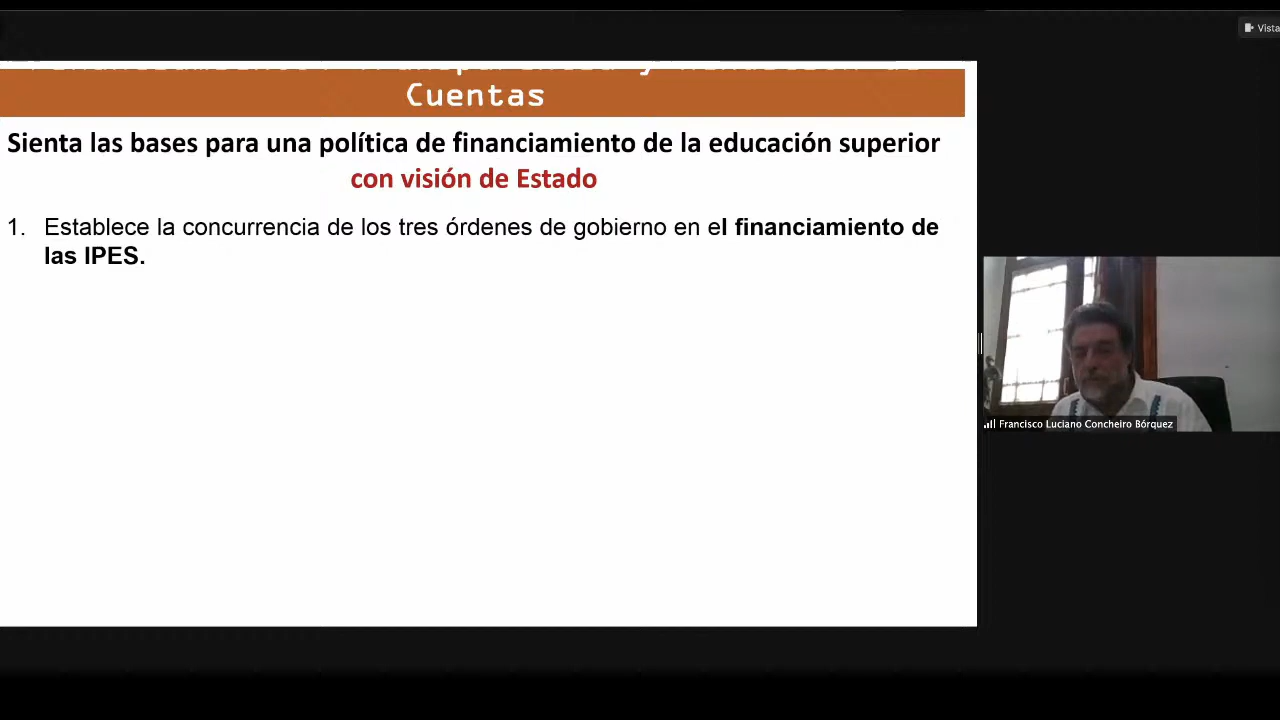 Vista
Cuentas
Sienta las bases para una política de financiamiento de la educación superior
con visión de Estado
1. Establece la concurrencia de los tres órdenes de gobierno en el financiamiento de
las IPES.
Francisco Luciano Concheiro Bórquez